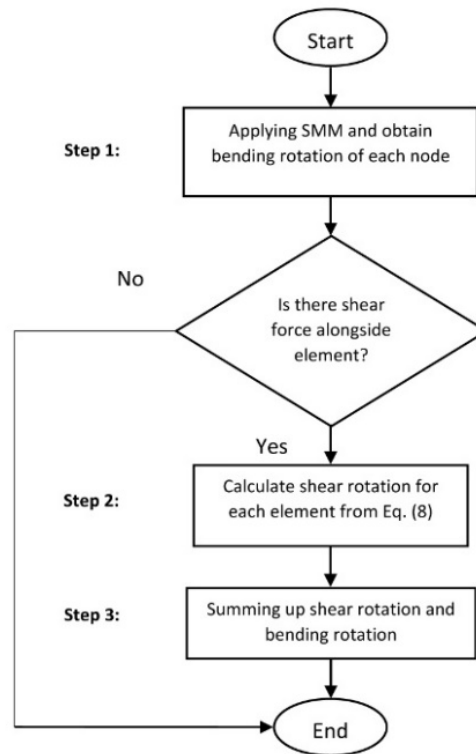 Start
Step 1:
Applying SMM and obtain
bending rotation of each node
No
Is there shear
force alongside
element?
Yes
Step 2:
Calculate shear rotation for
each element from Eq. (8)
Step 3:
Summing up shear rotation and
bending rotation
End